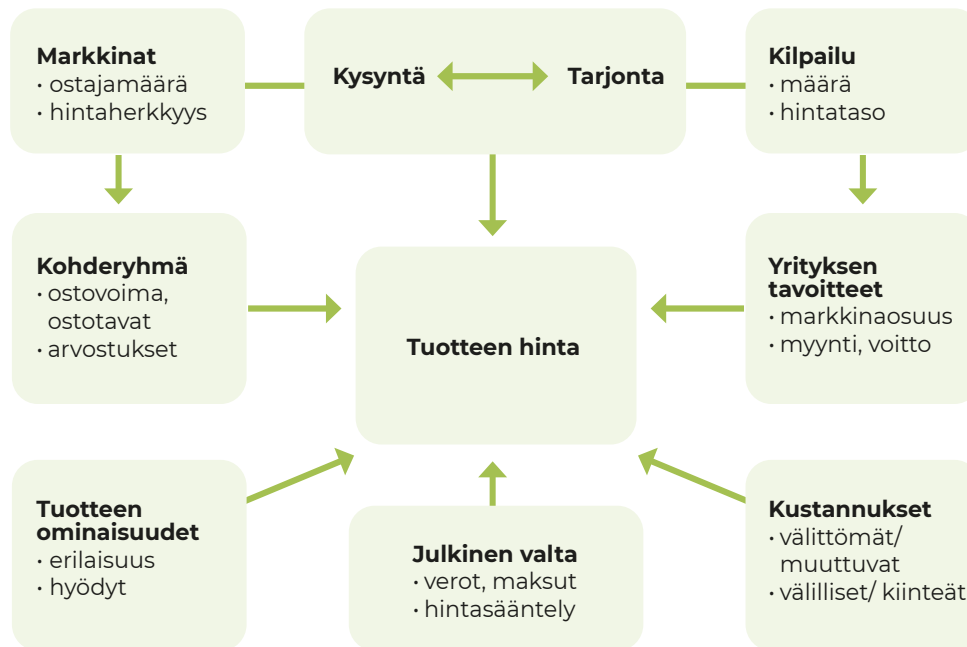 Markkinat
· ostajamäärä
· hintaherkkyys
Kysyntä
Tarjonta
Kilpailu
· määrä
· hintataso
Kohderyhmä
· ostovoima,
ostotavat
· arvostukset
Tuotteen hinta
Yrityksen
tavoitteet
· markkinaosuus
· myynti, voitto
Tuotteen
ominaisuudet
· erilaisuus
· hyödyt
Julkinen valta
· verot, maksut
· hintasääntely
Kustannukset
· välittömät/
muuttuvat
· välilliset/ kiinteät